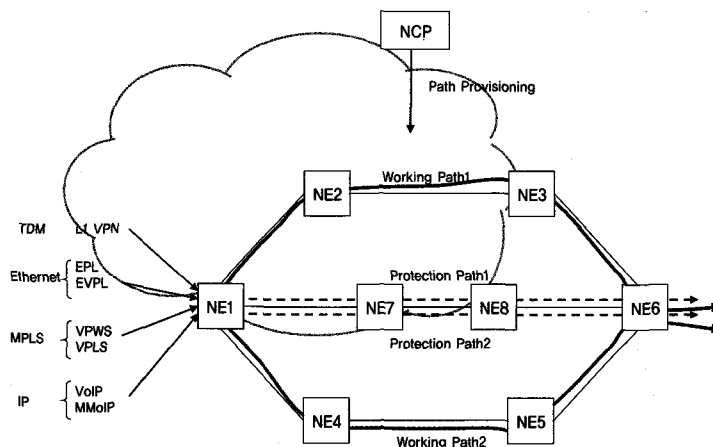 NCP
Path Provisioning
Working Path1
NE2
NE3
TDM L1 VPN
Ethernet EPL
EVPL
Protection Path1
NE1
NE7
NE8
NE6
MPLS VPWS
VPLS
Protection Path2
IP VoIP
MMoIP
NE4
NE5
Working Path2